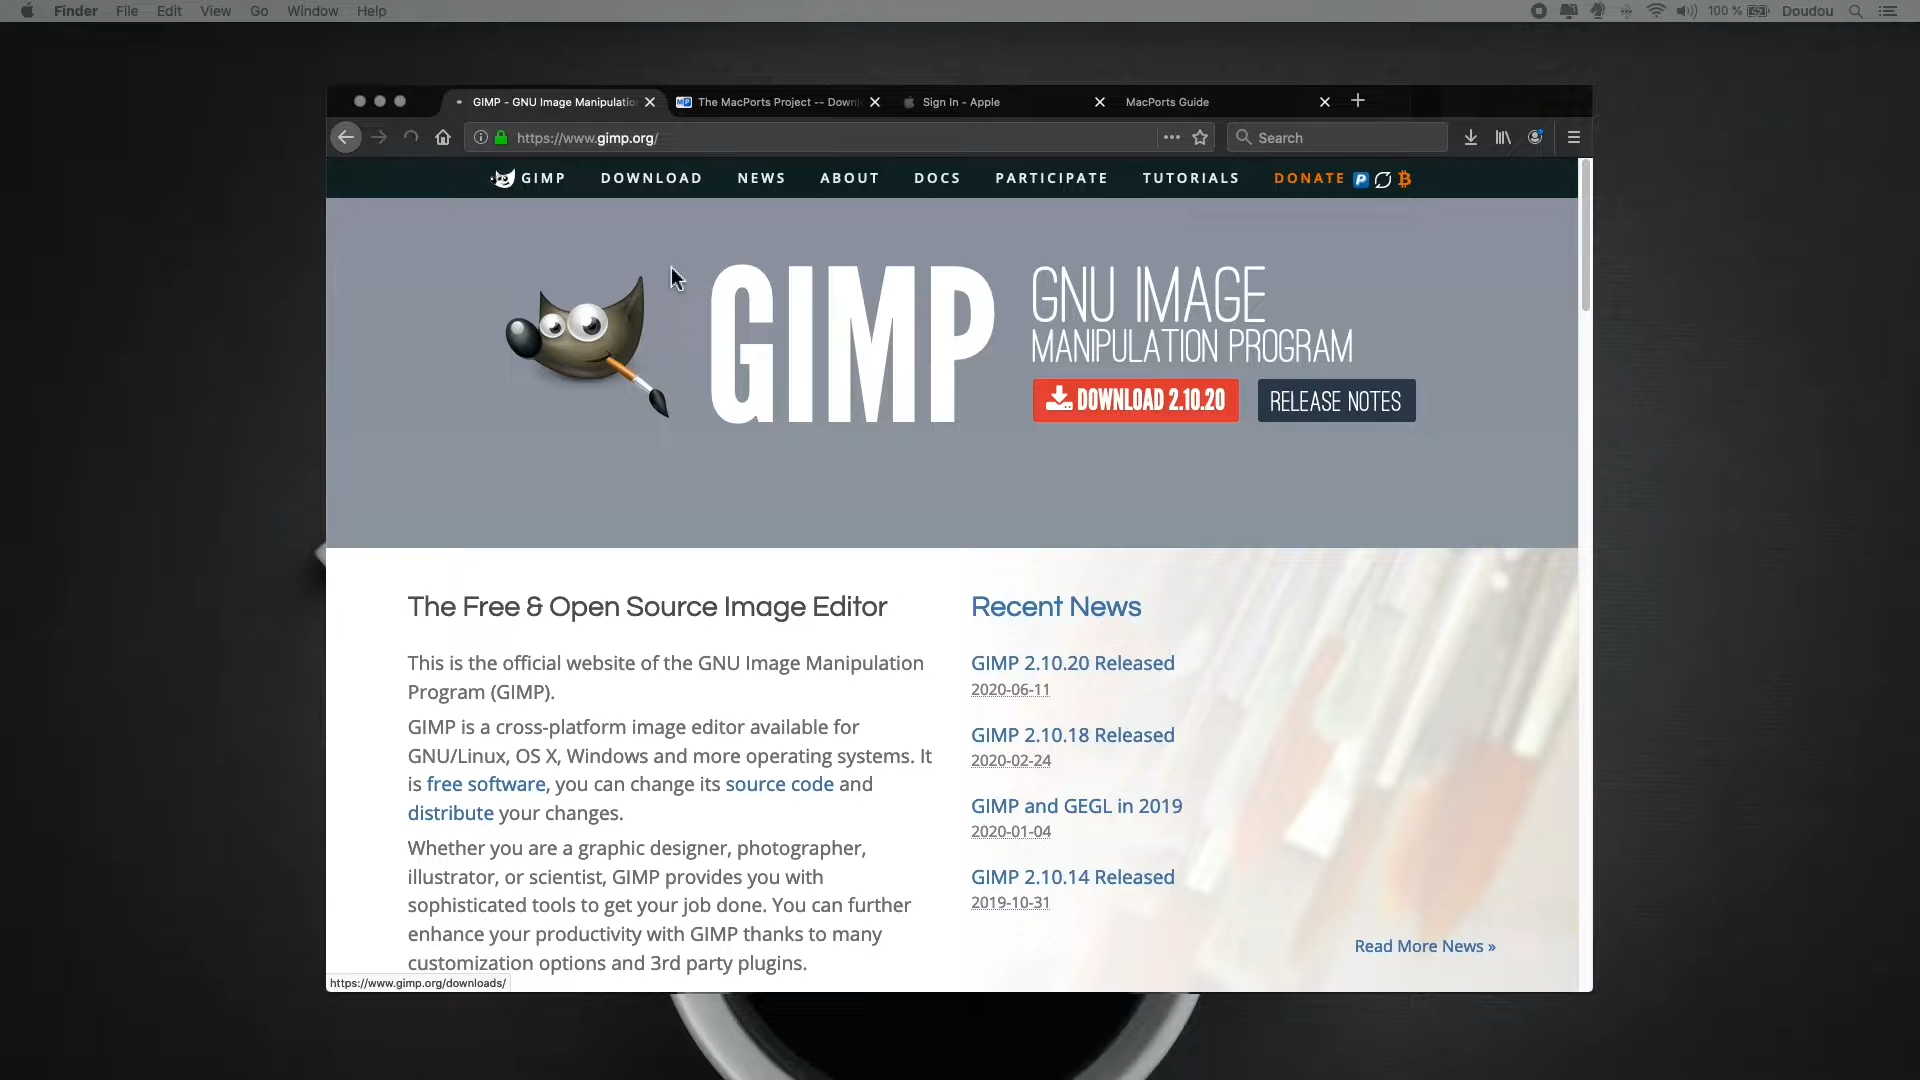 Finder File Edit View Go Window Help 100 % Doudou
GIMP - GNU Image Manipulatio The MacPorts Project -- Downl Sign In - Apple MacPorts Guide
https://www.gimp.org/ Search
GIMP DOWNLOAD NEWS ABOUT DOCS PARTICIPATE TUTORIALS DONATE
GIMP
GNU IMAGE
MANIPULATION PROGRAM
DOWNLOAD 2.10.20 RELEASE NOTES
The Free & Open Source Image Editor
This is the official website of the GNU Image Manipulation
Program (GIMP).
GIMP is a cross-platform image editor available for
GNU/Linux, OS X, Windows and more operating systems. It
is free software, you can change its source code and
distribute your changes.
Whether you are a graphic designer, photographer,
illustrator, or scientist, GIMP provides you with
sophisticated tools to get your job done. You can further
enhance your productivity with GIMP thanks to many
customization options and 3rd party plugins.
Recent News
GIMP 2.10.20 Released
2020-06-11
GIMP 2.10.18 Released
2020-02-24
GIMP and GEGL in 2019
2020-01-04
GIMP 2.10.14 Released
2019-10-31
Read More News »
https://www.gimp.org/downloads/